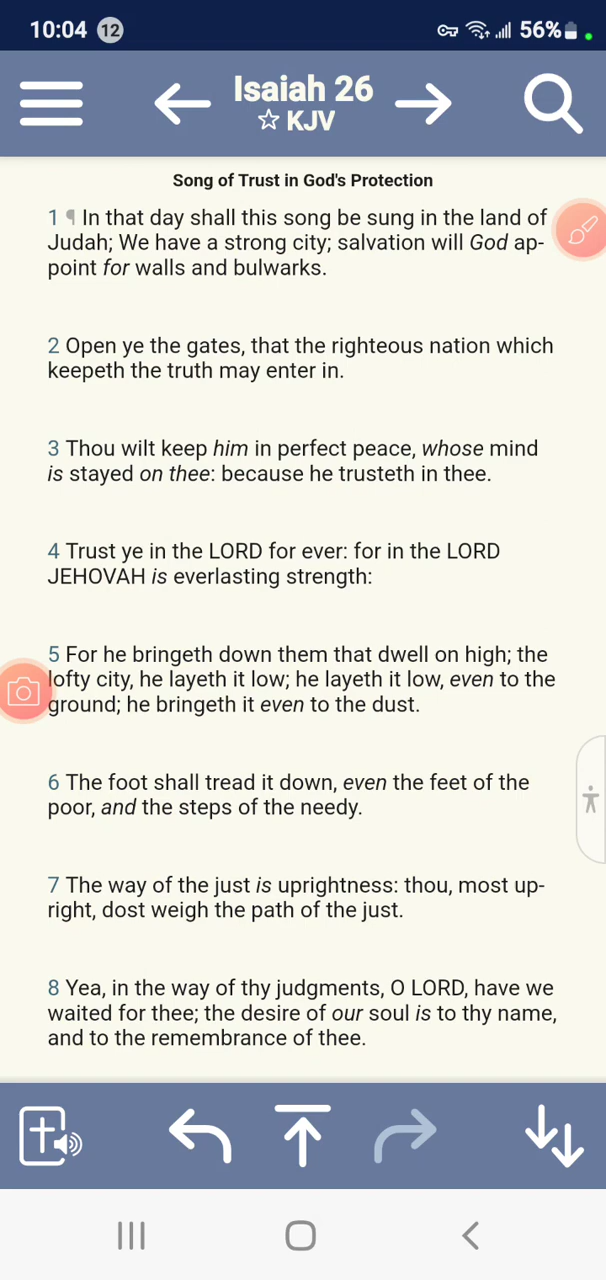 10:04 12 56%
Isaiah 26
☆ KJV
Song of Trust in God's Protection
1 ¶ In that day shall this song be sung in the land of
Judah; We have a strong city; salvation will God ap-
point for walls and bulwarks.
2 Open ye the gates, that the righteous nation which
keepeth the truth may enter in.
3 Thou wilt keep him in perfect peace, whose mind
is stayed on thee: because he trusteth in thee.
4 Trust ye in the LORD for ever: for in the LORD
JEHOVAH is everlasting strength:
5 For he bringeth down them that dwell on high; the
lofty city, he layeth it low; he layeth it low, even to the
ground; he bringeth it even to the dust.
6 The foot shall tread it down, even the feet of the
poor, and the steps of the needy.
7 The way of the just is uprightness: thou, most up-
right, dost weigh the path of the just.
8 Yea, in the way of thy judgments, O LORD, have we
waited for thee; the desire of our soul is to thy name,
and to the remembrance of thee.